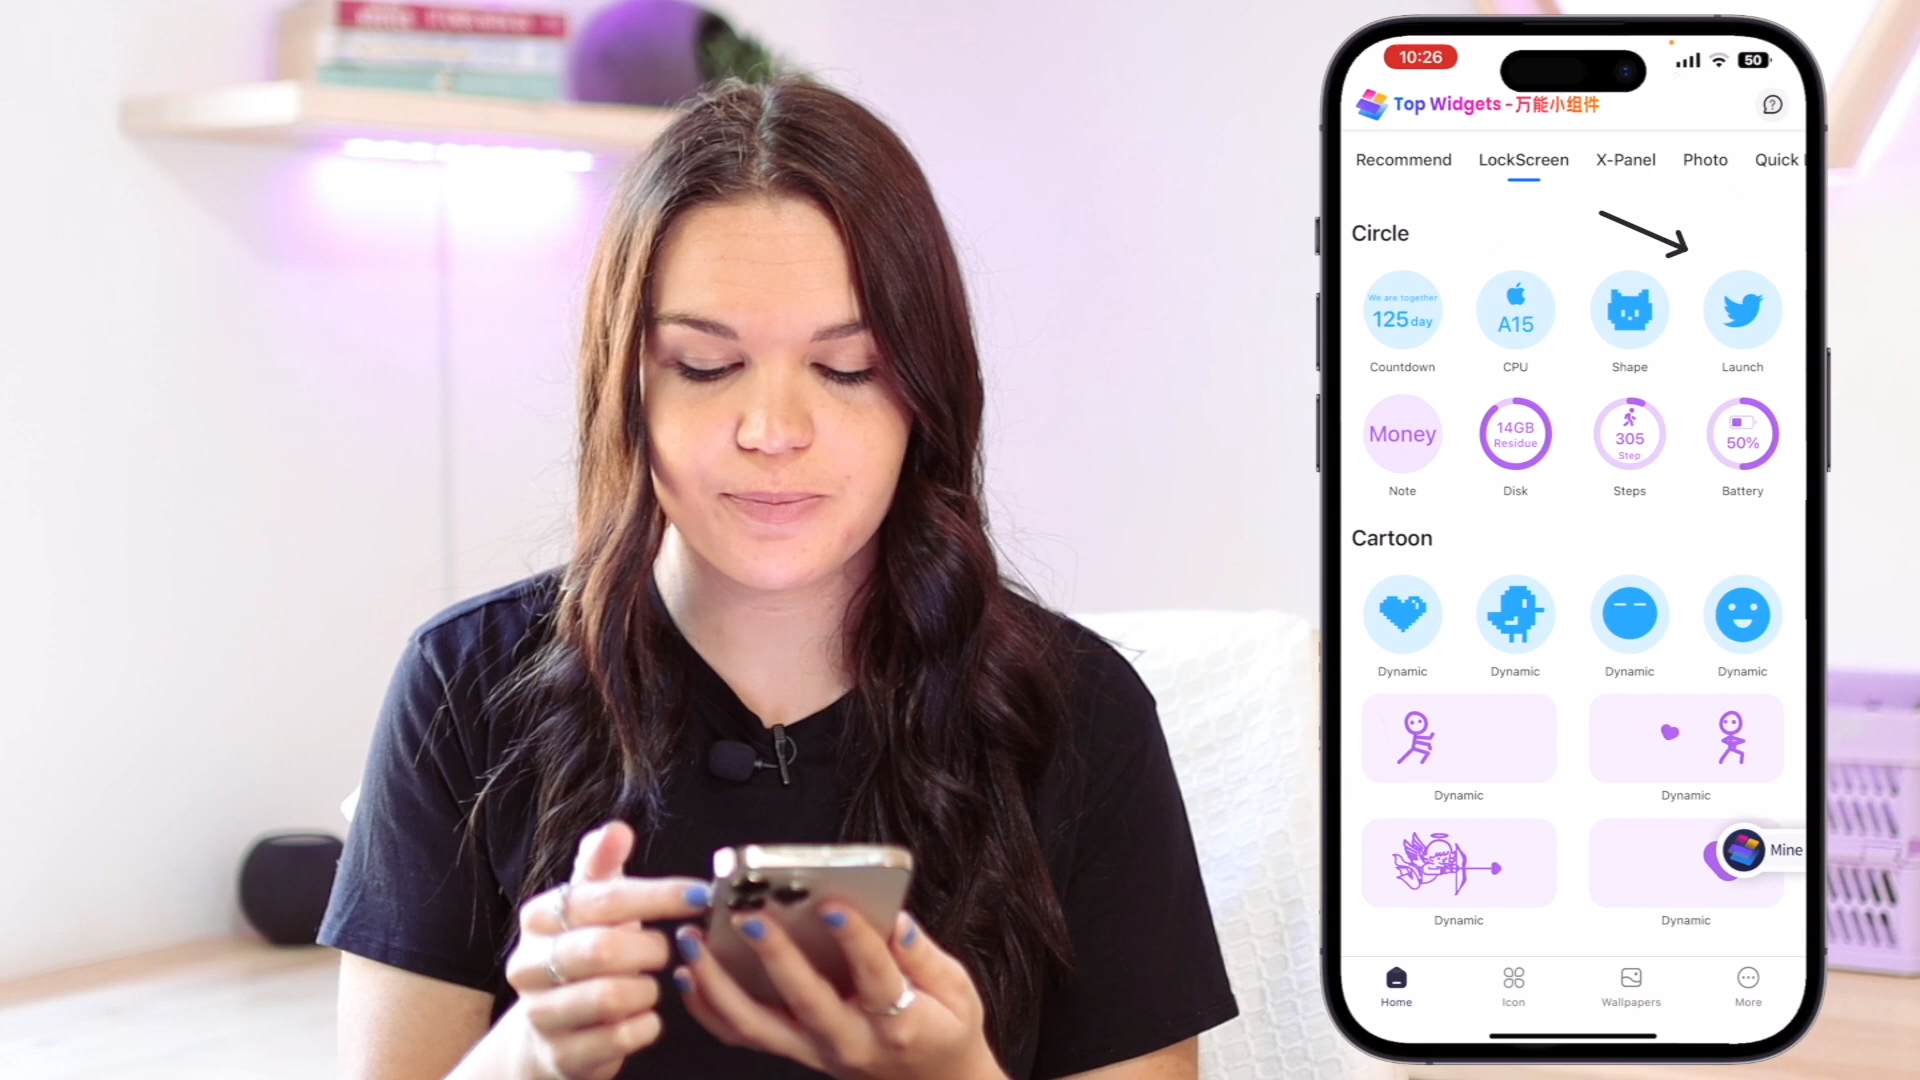 10:26
50
Top Widgets - 万能小组件
Recommend LockScreen X-Panel Photo Quick
Circle
We are together
125 day
A15
Countdown CPU Shape Launch
Money
14GB
Residue
305
Step
50%
Note Disk Steps Battery
Cartoon
Dynamic Dynamic Dynamic Dynamic
Dynamic Dynamic
Mine
Dynamic Dynamic
Home Icon Wallpapers More